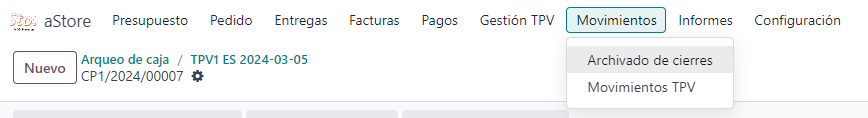 aStore Presupuesto Pedido Entregas Facturas Pagos Gestión TPV Movimientos Informes Configuración
Nuevo
Arqueo de caja / TPV1 ES 2024-03-05
CP1/2024/00007
Archivado de cierres
Movimientos TPV